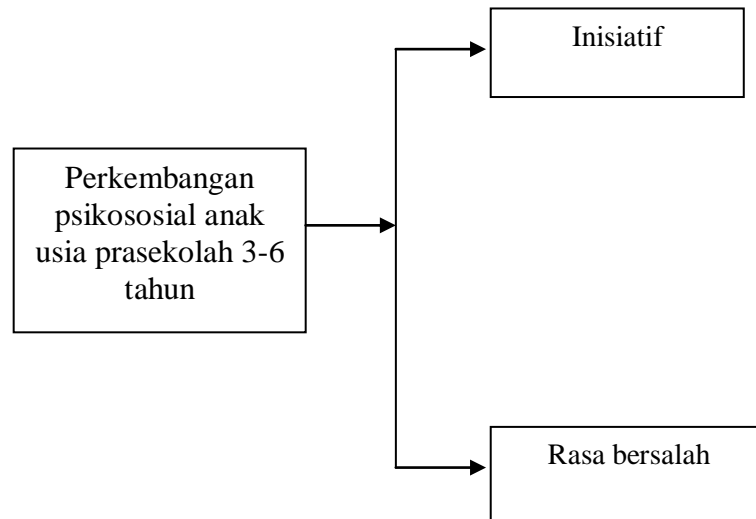 Inisiatif
Perkembangan
psikososial anak
usia prasekolah 3-6
tahun
Rasa bersalah